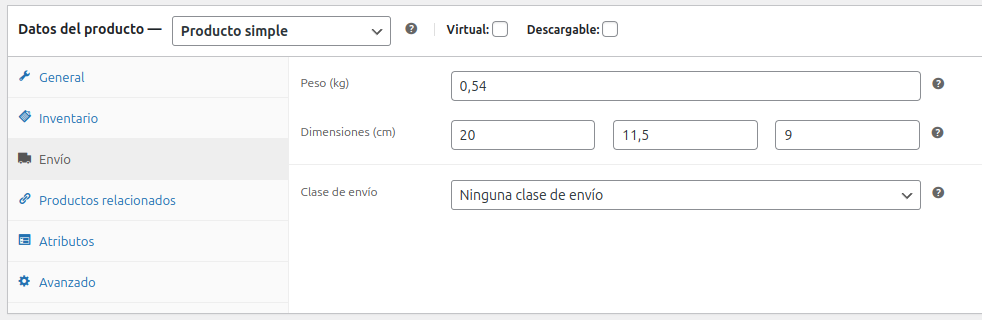 Datos del producto — Producto simple ? Virtual: Descargable:
General
Inventario
Envío
Productos relacionados
Atributos
Avanzado
Peso (kg) 0,54 ?
Dimensiones (cm) 20 11,5 9 ?
Clase de envío Ninguna clase de envío ?